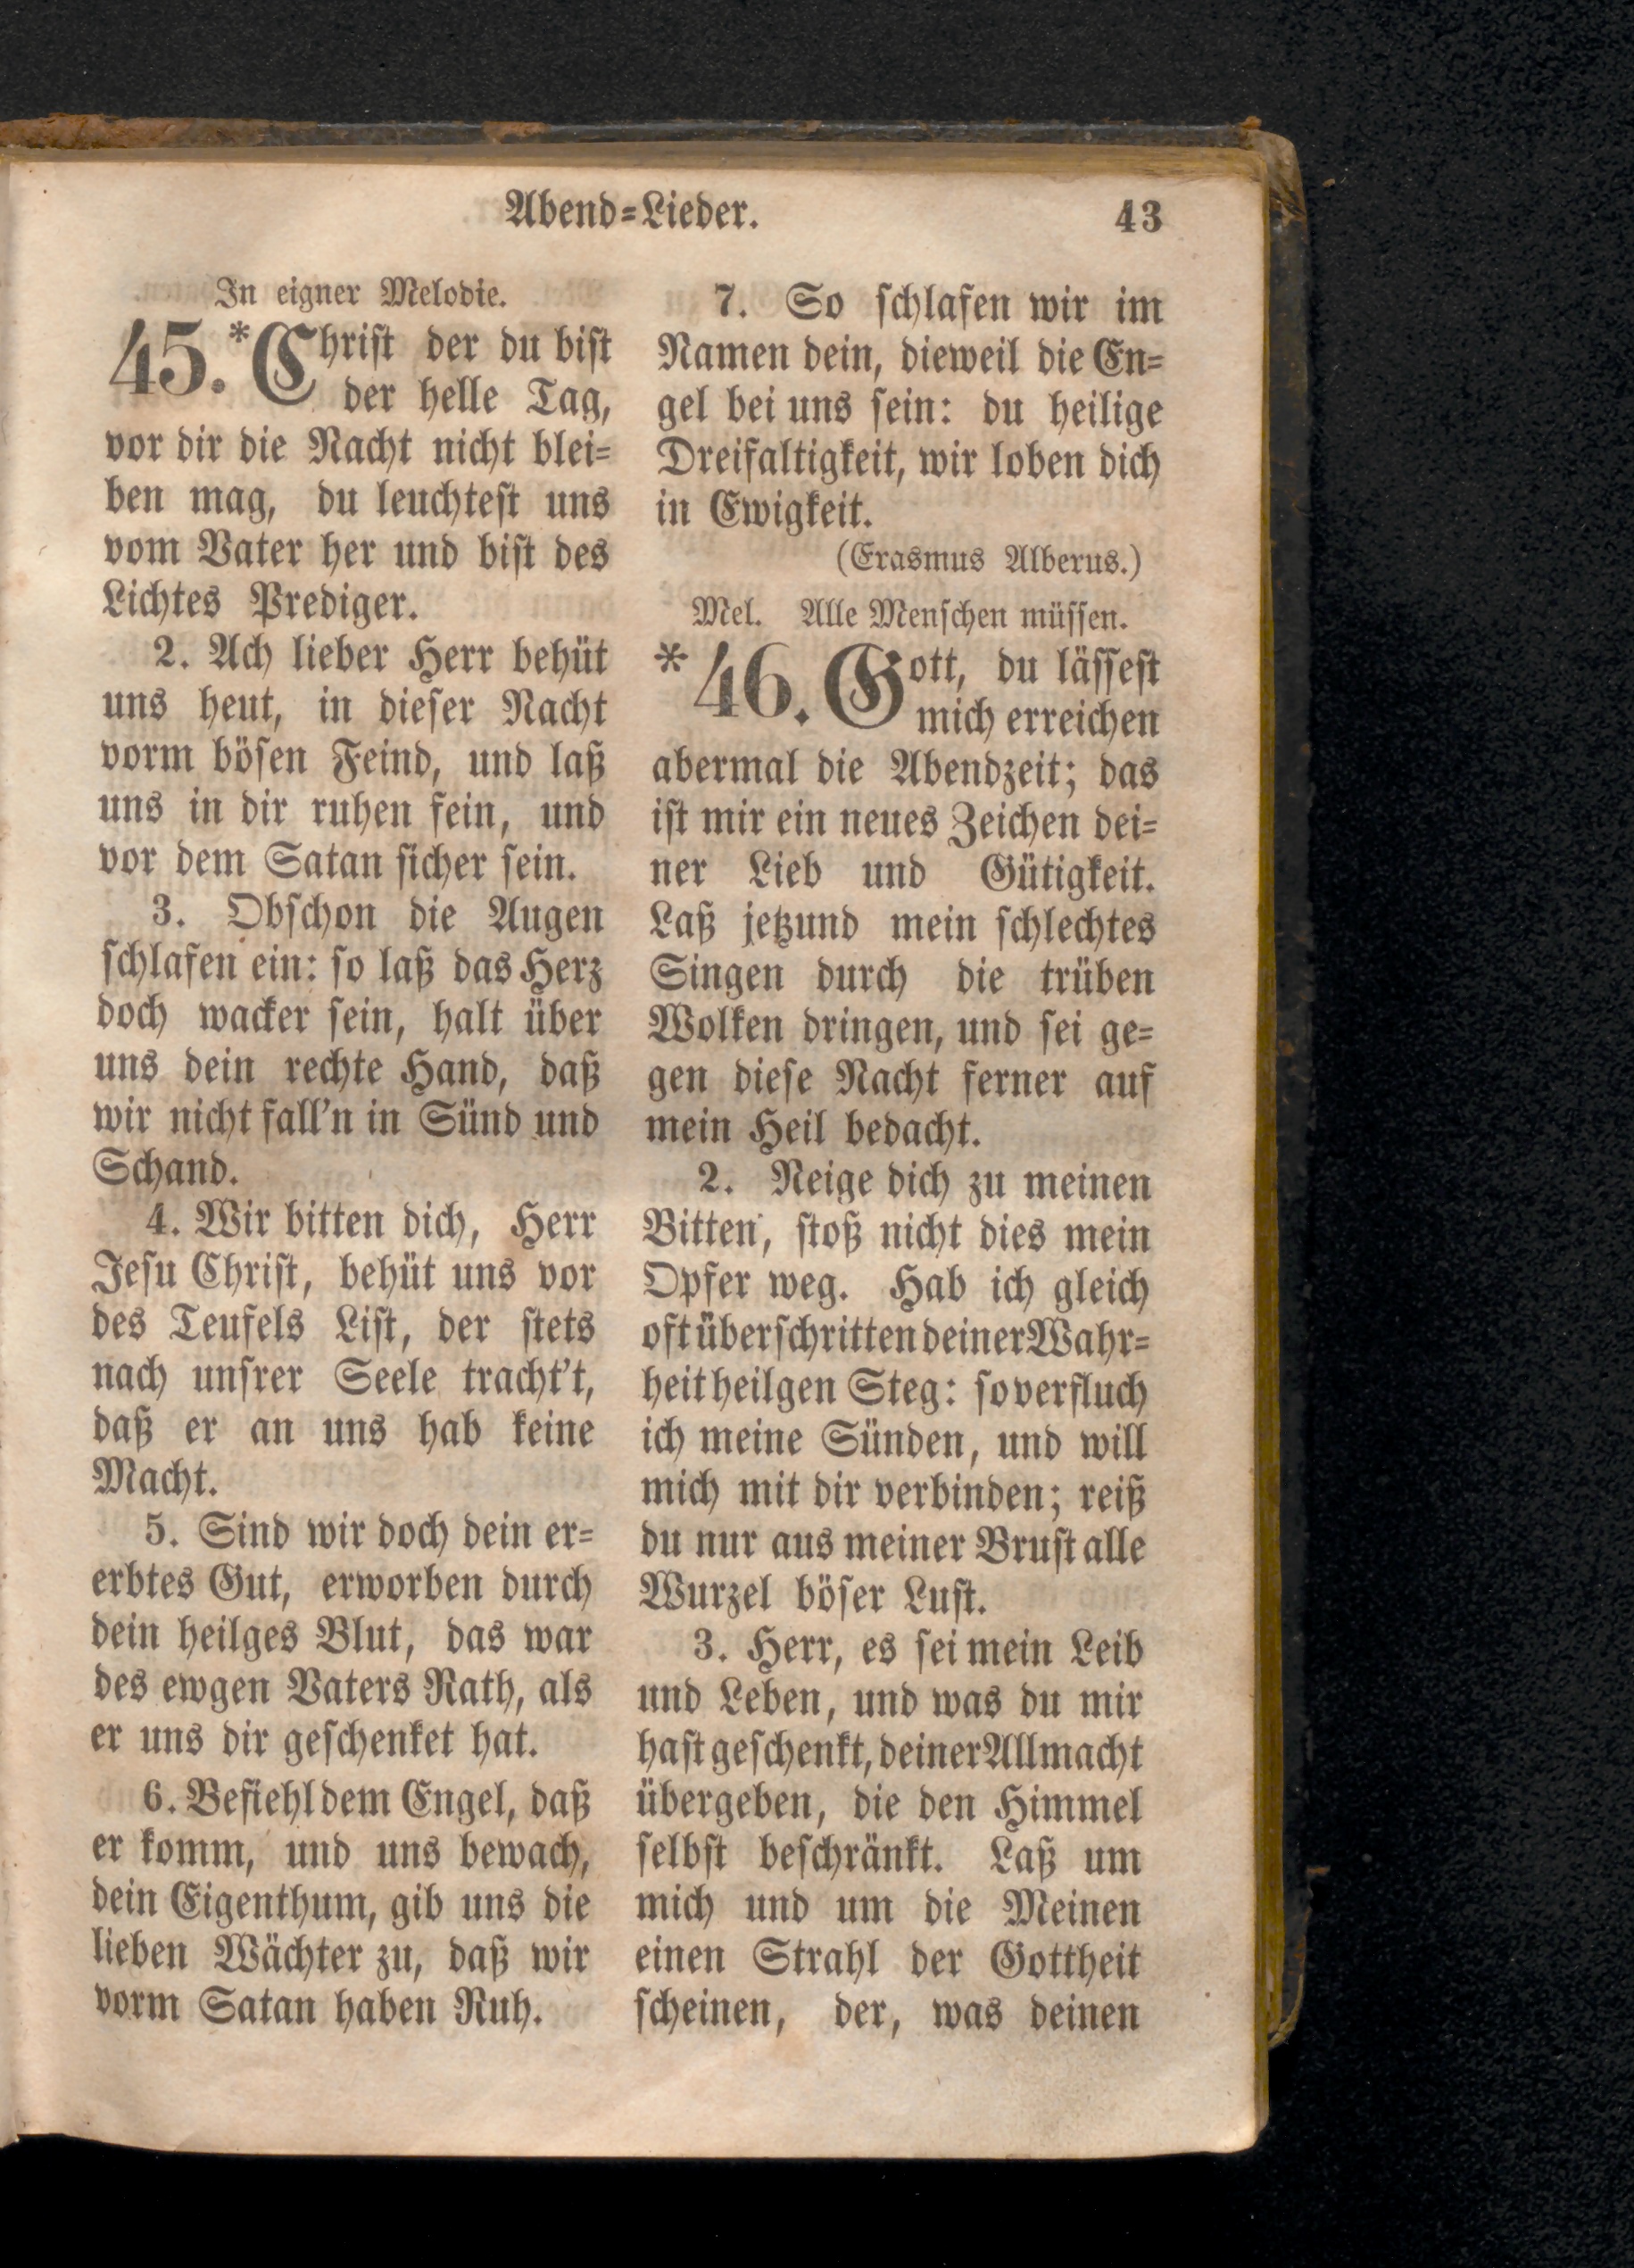 Abend=Lieder. 43
In eigner Melodie.
45.* Christ der du bist
der helle Tag,
vor dir die Nacht nicht blei=
ben mag, du leuchtest uns
vom Vater her und bist des
Lichtes Prediger.
2. Ach lieber Herr behüt
uns heut, in dieser Nacht
vorm bösen Feind, und laß
uns in dir ruhen fein, und
vor dem Satan sicher sein.
3. Obschon die Augen
schlafen ein: so laß das Herz
doch wacker sein, halt über
uns dein rechte Hand, daß
wir nicht fall'n in Sünd und
Schand.
4. Wir bitten dich, Herr
Jesu Christ, behüt uns vor
des Teufels List, der stets
nach unsrer Seele tracht't,
daß er an uns hab keine
Macht.
5. Sind wir doch dein er=
erbtes Gut, erworben durch
dein heilges Blut, das war
des ewgen Vaters Rath, als
er uns dir geschenket hat.
6. Befiehl dem Engel, daß
er komm, und uns bewach,
dein Eigenthum, gib uns die
lieben Wächter zu, daß wir
vorm Satan haben Ruh.
7. So schlafen wir im
Namen dein, dieweil die En=
gel bei uns sein: du heilige
Dreifaltigkeit, wir loben dich
in Ewigkeit.
(Erasmus Alberus.)
Mel. Alle Menschen müssen.
* 46. Gott, du lässest
mich erreichen
abermal die Abendzeit; das
ist mir ein neues Zeichen dei=
ner Lieb und Gütigkeit.
Laß jetzund mein schlechtes
Singen durch die trüben
Wolken dringen, und sei ge=
gen diese Nacht ferner auf
mein Heil bedacht.
2. Neige dich zu meinen
Bitten, stoß nicht dies mein
Opfer weg. Hab ich gleich
oft überschritten deiner Wahr=
heit heilgen Steg: so verfluch
ich meine Sünden, und will
mich mit dir verbinden; reiß
du nur aus meiner Brust alle
Wurzel böser Lust.
3. Herr, es sei mein Leib
und Leben, und was du mir
hast geschenkt, deiner Allmacht
übergeben, die den Himmel
selbst beschränkt. Laß um
mich und um die Meinen
einen Strahl der Gottheit
scheinen, der, was deinen